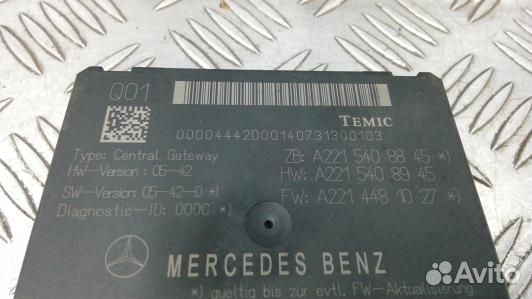 Q01
TEMIC
00004442D00140731300103
Type: Central Gateway
HW-Version : 05-42
SW-Version: 05-42-0 *)
Diagnostic-ID: 000C *)
ZB: A221 540 88 45 *)
HW: A221 540 89 45
FW: A221 448 10 27 *)
MERCEDES BENZ
*) gueltig bis zur evtl. FW-Aktualisierung
Avito